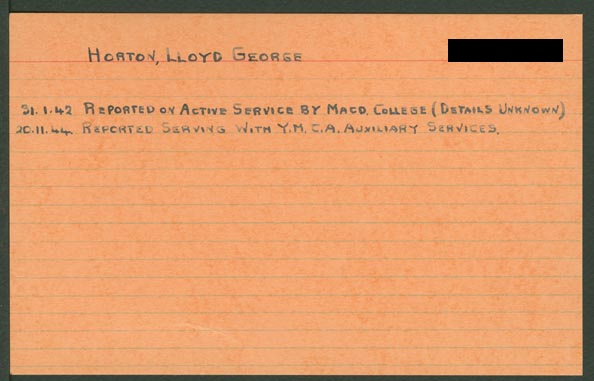 HORTON, LLOYD GEORGE
31.1.42 REPORTED ON ACTIVE SERVICE BY MACD. COLLEGE (DETAILS UNKNOWN)
20.11.44. REPORTED SERVING WITH Y.M.C.A. AUXILIARY SERVICES.